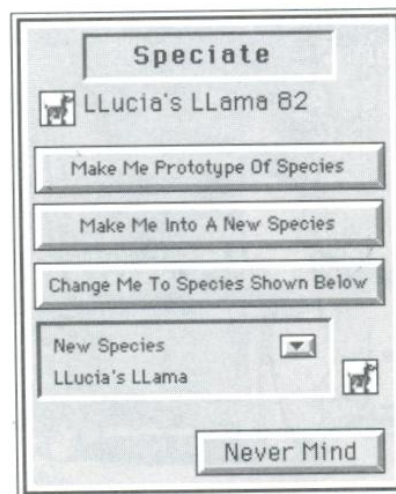 Speciate
LLucia's LLama 82
Make Me Prototype Of Species
Make Me Into A New Species
Change Me To Species Shown Below
New Species
LLucia's LLama
Never Mind